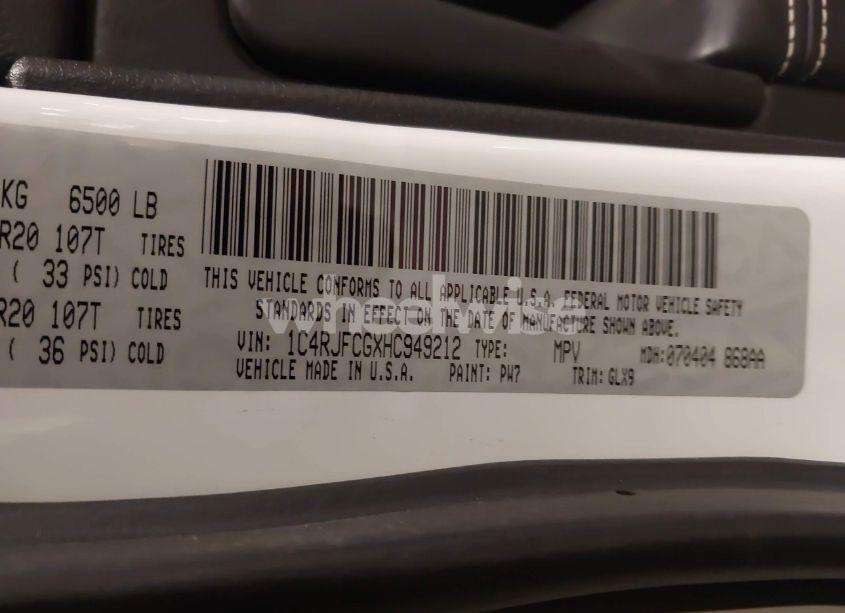 KG 6500 LB
R20 107T TIRES
( 33 PSI) COLD
R20 107T TIRES
( 36 PSI) COLD
THIS VEHICLE CONFORMS TO ALL APPLICABLE U.S.A. FEDERAL MOTOR VEHICLE SAFETY
STANDARDS IN EFFECT ON THE DATE OF MANUFACTURE SHOWN ABOVE.
VIN: 1C4RJFCGXHC949212 TYPE: MPV MDH: 070404 868AA
VEHICLE MADE IN U.S.A. PAINT: PW7 TRIM: GLX9